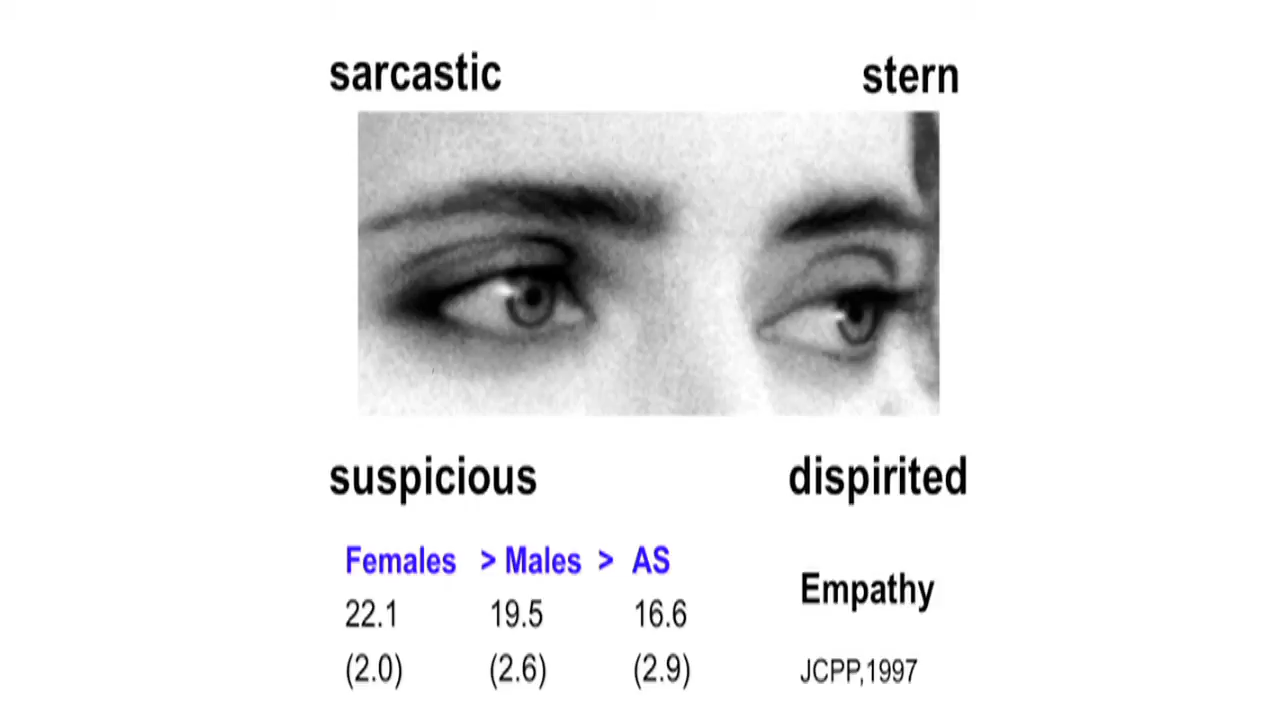 sarcastic stern
suspicious dispirited
Females > Males > AS
22.1 19.5 16.6
(2.0) (2.6) (2.9)
Empathy
JCPP,1997